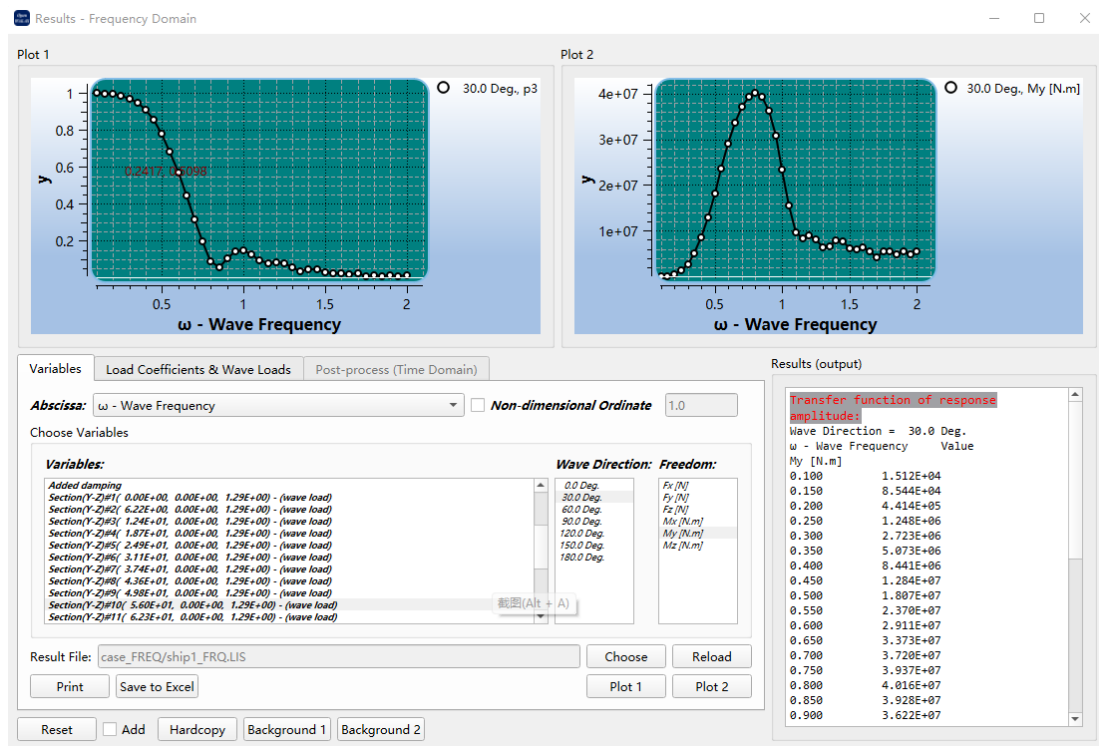 Results - Frequency Domain
Plot 1
1
0.8
0.6
0.4
0.2
y
0.5
1
1.5
2
ω - Wave Frequency
30.0 Deg., p3
Plot 2
4e+07
3e+07
2e+07
1e+07
y
0.5
1
1.5
2
ω - Wave Frequency
30.0 Deg., My [N.m]
Variables
Load Coefficients & Wave Loads
Post-process (Time Domain)
Abscissa:
ω - Wave Frequency
Non-dimensional Ordinate
1.0
Choose Variables
Variables:
Added damping
Section(Y-Z)#1( 0.00E+00, 0.00E+00, 1.29E+00) - (wave load)
Section(Y-Z)#2( 6.22E+00, 0.00E+00, 1.29E+00) - (wave load)
Section(Y-Z)#3( 1.24E+01, 0.00E+00, 1.29E+00) - (wave load)
Section(Y-Z)#4( 1.87E+01, 0.00E+00, 1.29E+00) - (wave load)
Section(Y-Z)#5( 2.49E+01, 0.00E+00, 1.29E+00) - (wave load)
Section(Y-Z)#6( 3.11E+01, 0.00E+00, 1.29E+00) - (wave load)
Section(Y-Z)#7( 3.74E+01, 0.00E+00, 1.29E+00) - (wave load)
Section(Y-Z)#8( 4.36E+01, 0.00E+00, 1.29E+00) - (wave load)
Section(Y-Z)#9( 4.98E+01, 0.00E+00, 1.29E+00) - (wave load)
Section(Y-Z)#10( 5.60E+01, 0.00E+00, 1.29E+00) - (wave load)
Section(Y-Z)#11( 6.23E+01, 0.00E+00, 1.29E+00) - (wave load)
截图(Alt + A)
Wave Direction:
0.0 Deg.
30.0 Deg.
60.0 Deg.
90.0 Deg.
120.0 Deg.
150.0 Deg.
180.0 Deg.
Freedom:
Fx [N]
Fy [N]
Fz [N]
Mx [N.m]
My [N.m]
Mz [N.m]
Result File:
case_FREQ/ship1_FRQ.LIS
Choose
Reload
Print
Save to Excel
Plot 1
Plot 2
Reset
Add
Hardcopy
Background 1
Background 2
Results (output)
Transfer function of response
amplitude:
Wave Direction = 30.0 Deg.
ω - Wave Frequency Value
My [N.m]
0.100 1.512E+04
0.150 8.544E+04
0.200 4.414E+05
0.250 1.248E+06
0.300 2.723E+06
0.350 5.073E+06
0.400 8.441E+06
0.450 1.284E+07
0.500 1.807E+07
0.550 2.370E+07
0.600 2.911E+07
0.650 3.373E+07
0.700 3.720E+07
0.750 3.937E+07
0.800 4.016E+07
0.850 3.928E+07
0.900 3.622E+07